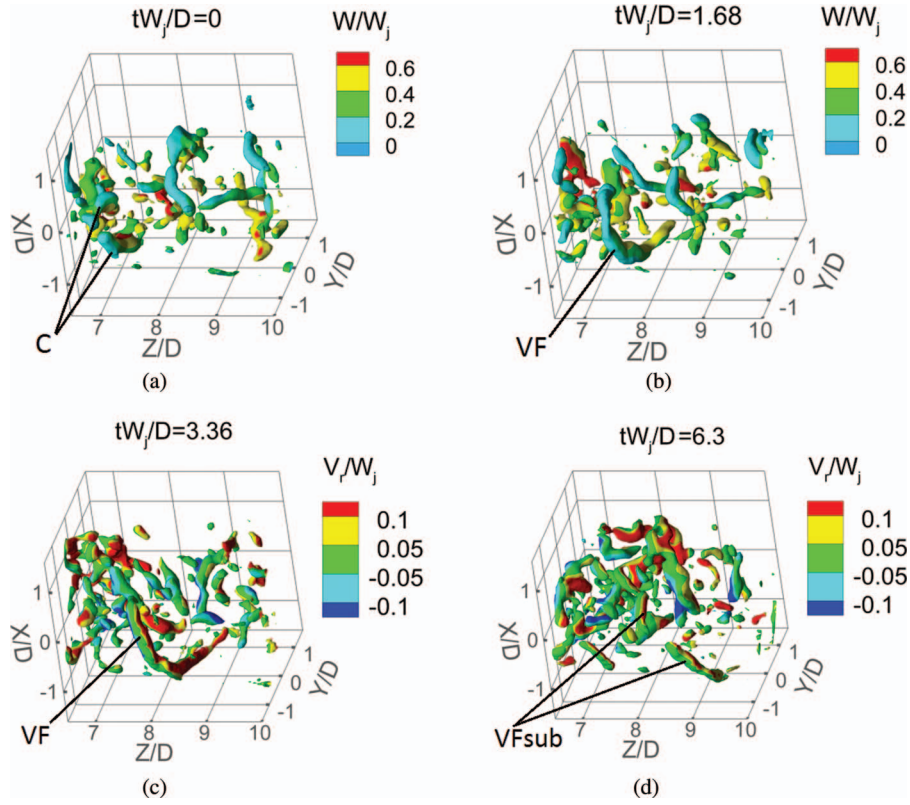 tWj/D=0
W/Wj
0.6
0.4
0.2
0
1
0
-1
X/D
7
8
9
10
Z/D
1
0
-1
Y/D
C
(a)
tWj/D=1.68
W/Wj
0.6
0.4
0.2
0
1
0
-1
X/D
7
8
9
10
Z/D
1
0
-1
Y/D
VF
(b)
tWj/D=3.36
Vr/Wj
0.1
0.05
-0.05
-0.1
1
0
-1
X/D
7
8
9
10
Z/D
1
0
-1
Y/D
VF
(c)
tWj/D=6.3
Vr/Wj
0.1
0.05
-0.05
-0.1
1
0
-1
X/D
7
8
9
10
Z/D
1
0
-1
Y/D
VFsub
(d)